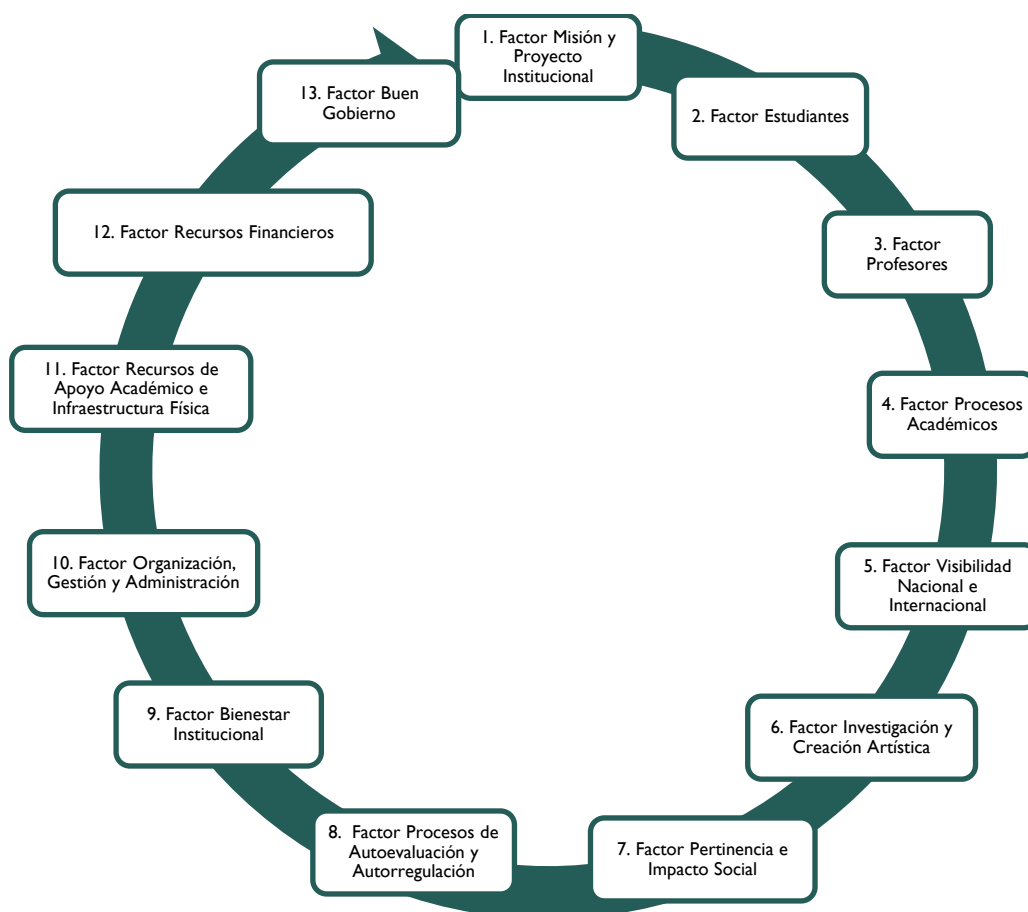 1. Factor Misión y
Proyecto
Institucional
2. Factor Estudiantes
3. Factor
Profesores
4. Factor Procesos
Académicos
5. Factor Visibilidad
Nacional e
Internacional
6. Factor Investigación y
Creación Artística
7. Factor Pertinencia e
Impacto Social
8. Factor Procesos de
Autoevaluación y
Autorregulación
9. Factor Bienestar
Institucional
10. Factor Organización,
Gestión y Administración
11. Factor Recursos de
Apoyo Académico e
Infraestructura Física
12. Factor Recursos Financieros
13. Factor Buen
Gobierno